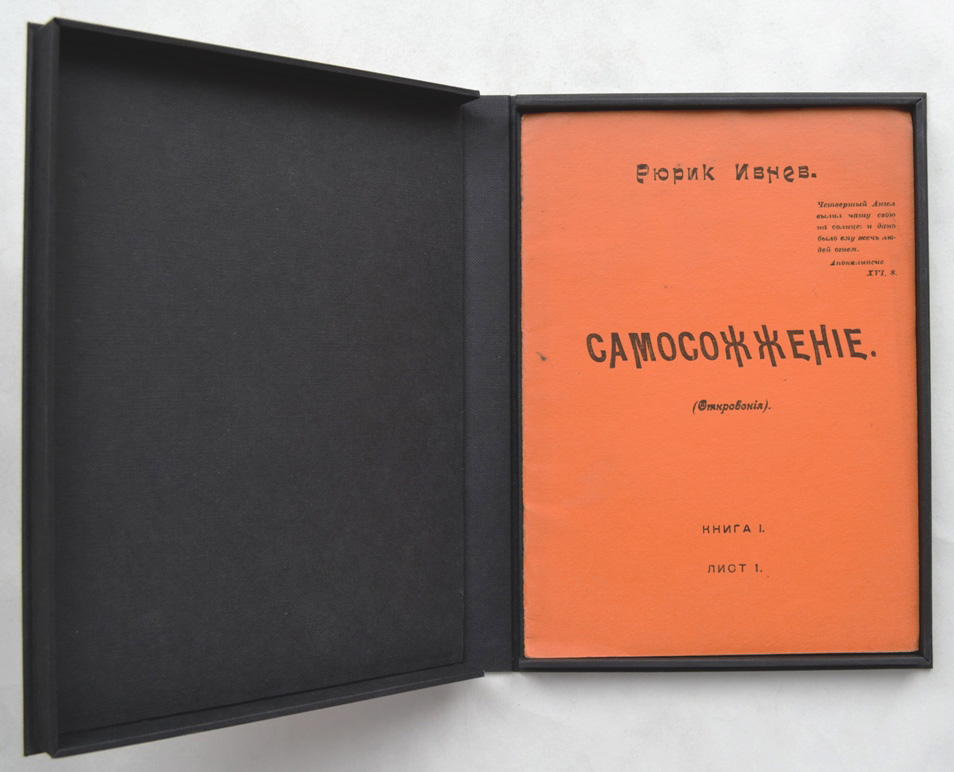 Рюрик Ивнев.
Четвертый Ангел
вылил чашу свою
на солнце: и дано
было ему жечь лю-
дей огнем.
Апокалипсис
XVI, 8.
САМОСОЖЖЕНІЕ.
(Откровенія).
КНИГА I.
ЛИСТ 1.